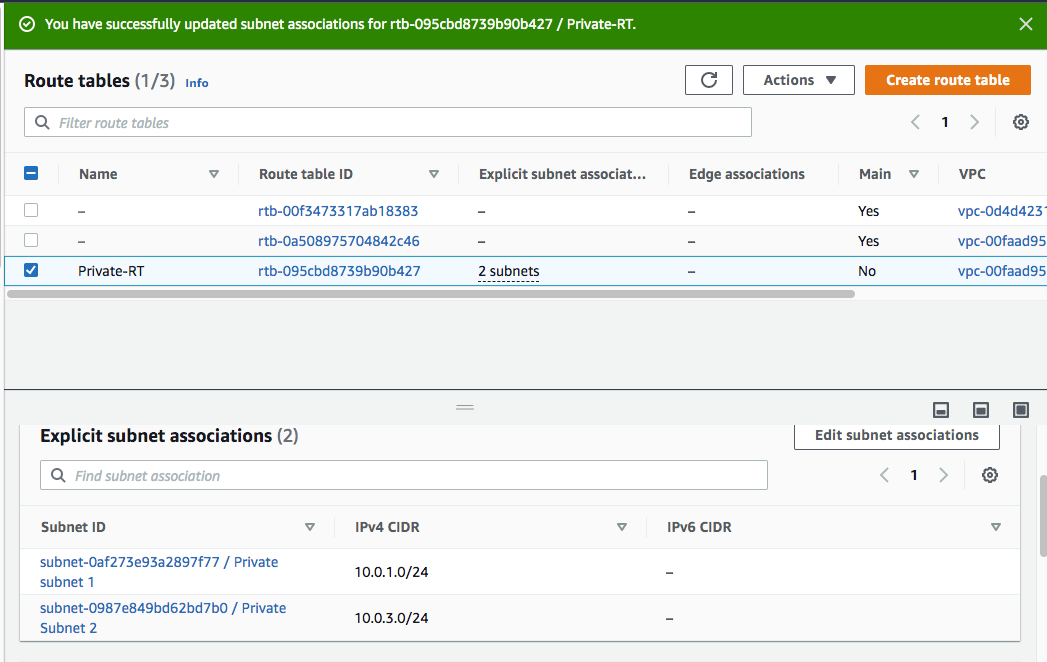 You have successfully updated subnet associations for rtb-095cbd8739b90b427 / Private-RT.
Route tables (1/3) Info
Actions
Create route table
Filter route tables
1
Name Route table ID Explicit subnet associat... Edge associations Main VPC
– rtb-00f3473317ab18383 – – Yes vpc-0d4d4231
– rtb-0a508975704842c46 – – Yes vpc-00faad95
Private-RT rtb-095cbd8739b90b427 2 subnets – No vpc-00faad95
Explicit subnet associations (2)
Edit subnet associations
Find subnet association
1
Subnet ID IPv4 CIDR IPv6 CIDR
subnet-0af273e93a2897f77 / Private
subnet 1
10.0.1.0/24 –
subnet-0987e849bd62bd7b0 / Private
Subnet 2
10.0.3.0/24 –